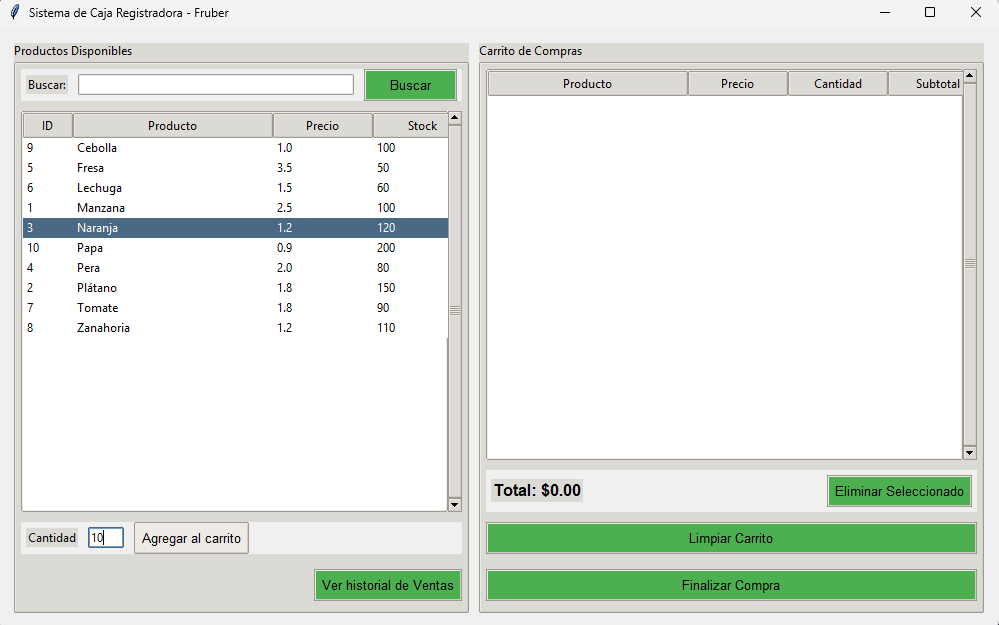 Sistema de Caja Registradora - Fruber
Productos Disponibles
Buscar: Buscar
ID Producto Precio Stock
9 Cebolla 1.0 100
5 Fresa 3.5 50
6 Lechuga 1.5 60
1 Manzana 2.5 100
3 Naranja 1.2 120
10 Papa 0.9 200
4 Pera 2.0 80
2 Plátano 1.8 150
7 Tomate 1.8 90
8 Zanahoria 1.2 110
Cantidad 10 Agregar al carrito
Ver historial de Ventas
Carrito de Compras
Producto Precio Cantidad Subtotal
Total: $0.00 Eliminar Seleccionado
Limpiar Carrito
Finalizar Compra